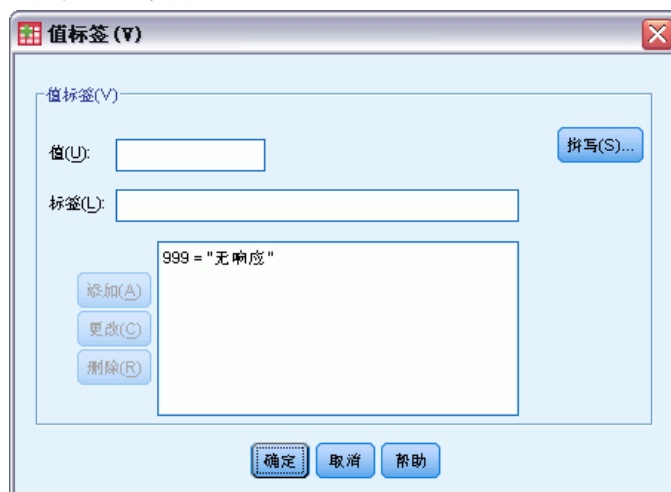 值标签(V)
值标签(V)
值(U):
拼写(S)...
标签(L):
999 = "无响应"
添加(A)
更改(C)
删除(R)
确定
取消
帮助